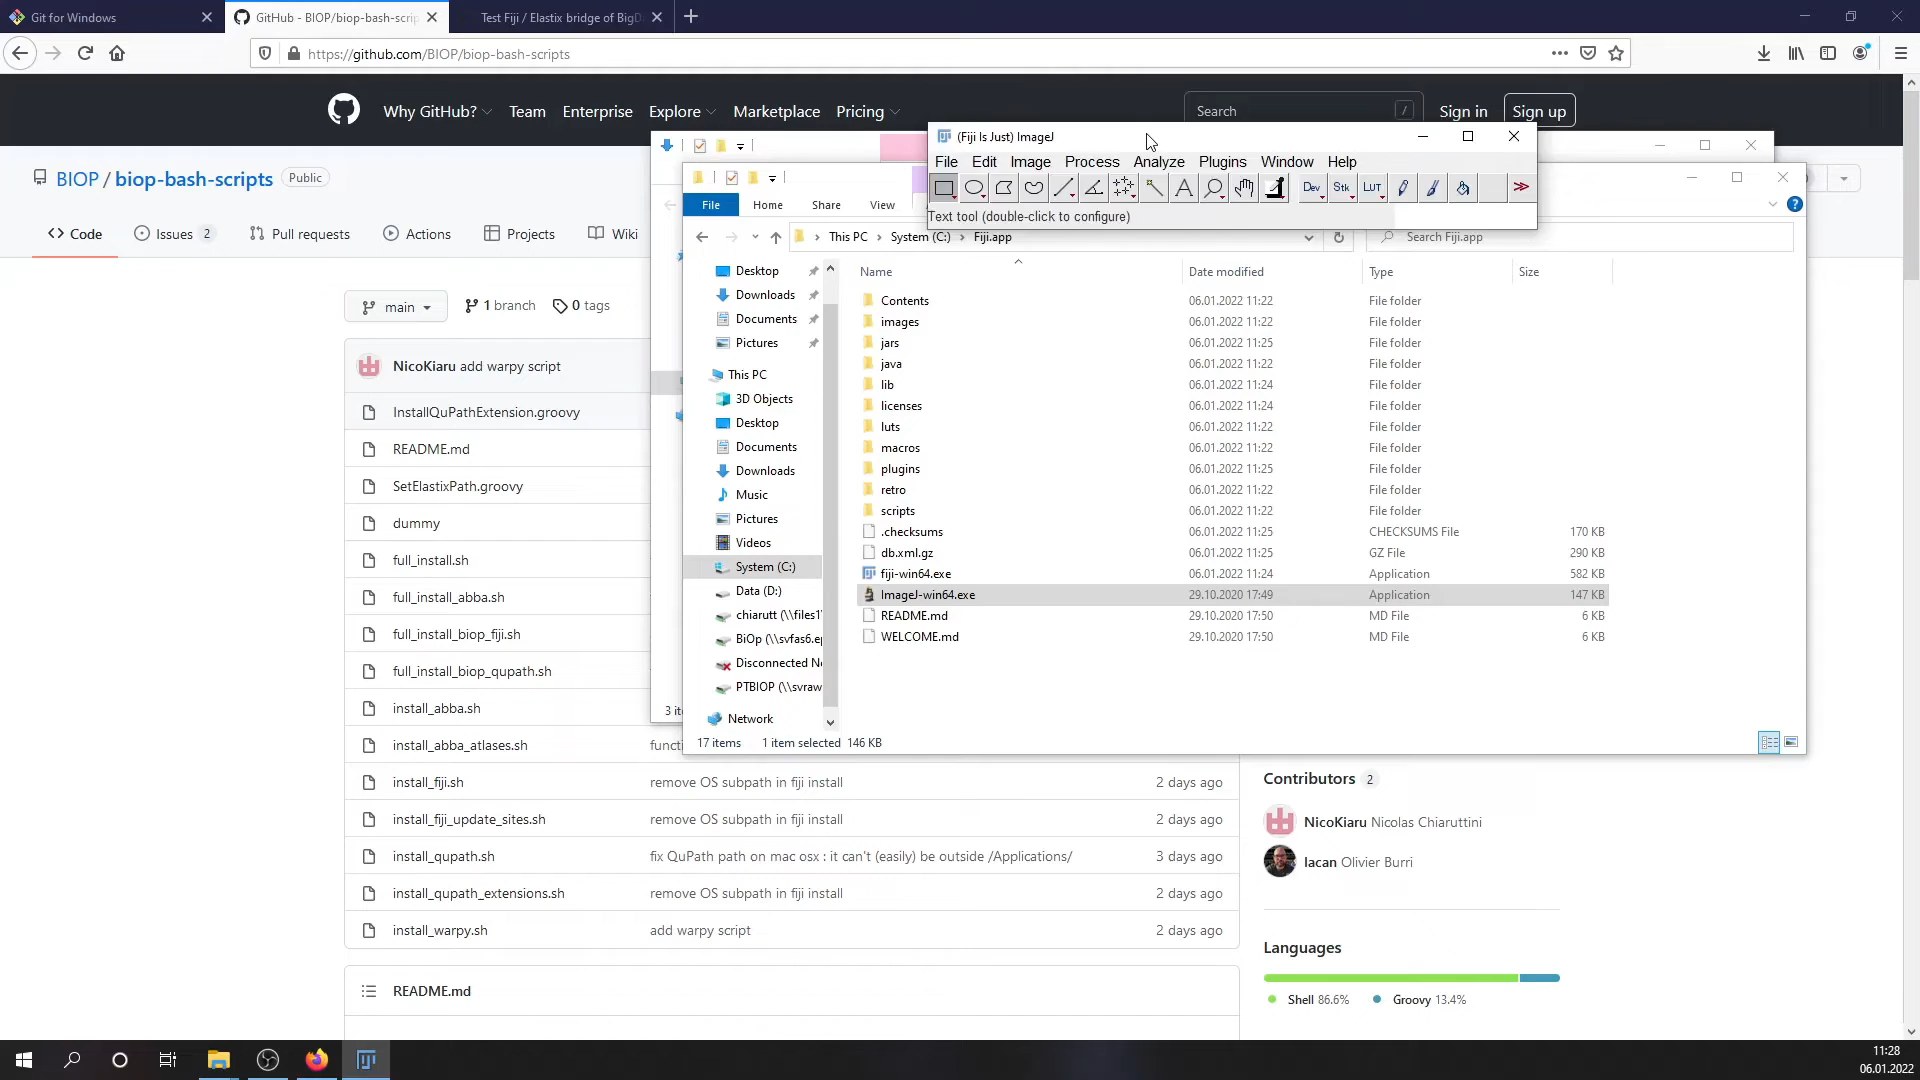 Git for Windows
GitHub - BIOP/biop-bash-scrip
Test Fiji / Elastix bridge of BigD
https://github.com/BIOP/biop-bash-scripts
Why GitHub?
Team
Enterprise
Explore
Marketplace
Pricing
Search
/
Sign in
Sign up
BIOP / biop-bash-scripts
Public
Code
Issues 2
Pull requests
Actions
Projects
Wiki
main
1 branch
0 tags
NicoKiaru add warpy script
InstallQuPathExtension.groovy
README.md
SetElastixPath.groovy
dummy
full_install.sh
full_install_abba.sh
full_install_biop_fiji.sh
full_install_biop_qupath.sh
install_abba.sh
install_abba_atlases.sh
functi
install_fiji.sh
remove OS subpath in fiji install
2 days ago
install_fiji_update_sites.sh
remove OS subpath in fiji install
2 days ago
install_qupath.sh
fix QuPath path on mac osx : it can't (easily) be outside /Applications/
3 days ago
install_qupath_extensions.sh
remove OS subpath in fiji install
2 days ago
install_warpy.sh
add warpy script
2 days ago
README.md
(Fiji Is Just) ImageJ
File Edit Image Process Analyze Plugins Window Help
Dev Stk LUT
Text tool (double-click to configure)
File
Home
Share
View
This PC
System (C:)
Fiji.app
Search Fiji.app
Desktop
Downloads
Documents
Pictures
This PC
3D Objects
Desktop
Documents
Downloads
Music
Pictures
Videos
System (C:)
Data (D:)
chiarutt (\\files1
BiOp (\\svfas6.ep
Disconnected N
PTBIOP (\\svraw
Network
Name
Date modified
Type
Size
Contents 06.01.2022 11:22 File folder
images 06.01.2022 11:22 File folder
jars 06.01.2022 11:25 File folder
java 06.01.2022 11:22 File folder
lib 06.01.2022 11:24 File folder
licenses 06.01.2022 11:24 File folder
luts 06.01.2022 11:22 File folder
macros 06.01.2022 11:22 File folder
plugins 06.01.2022 11:25 File folder
retro 06.01.2022 11:22 File folder
scripts 06.01.2022 11:22 File folder
.checksums 06.01.2022 11:25 CHECKSUMS File 170 KB
db.xml.gz 06.01.2022 11:25 GZ File 290 KB
fiji-win64.exe 06.01.2022 11:24 Application 582 KB
ImageJ-win64.exe 29.10.2020 17:49 Application 147 KB
README.md 29.10.2020 17:50 MD File 6 KB
WELCOME.md 29.10.2020 17:50 MD File 6 KB
3 ite
17 items
1 item selected 146 KB
Contributors 2
NicoKiaru Nicolas Chiaruttini
lacan Olivier Burri
Languages
Shell 86.6%
Groovy 13.4%
11:28
06.01.2022